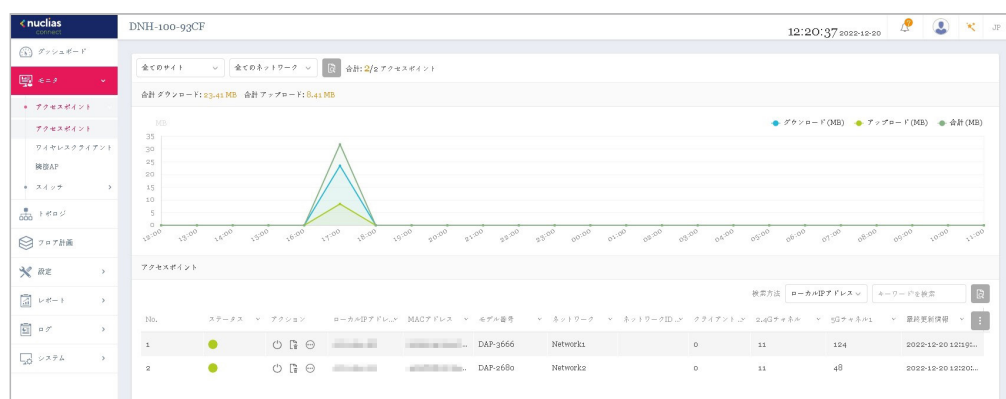 nuclias
connect
DNH-100-93CF
12:20:37 2022-12-20
JP
ダッシュボード
モニタ
アクセスポイント
アクセスポイント
ワイヤレスクライアント
隣接AP
スイッチ
トポロジ
フロア計画
設定
レポート
ログ
システム
全てのサイト
全てのネットワーク
合計: 2/2 アクセスポイント
合計 ダウンロード: 23.41 MB 合計 アップロード: 8.41 MB
MB
ダウンロード(MB) アップロード(MB) 合計(MB)
35
30
25
20
15
10
5
0
12:00 13:00 14:00 15:00 16:00 17:00 18:00 19:00 20:00 21:00 22:00 23:00 00:00 01:00 02:00 03:00 04:00 05:00 06:00 07:00 08:00 09:00 10:00 11:00
アクセスポイント
検索方法 ローカルIPアドレス キーワードを検索
No. ステータス アクション ローカルIPアドレ... MACアドレス モデル番号 ネットワーク ネットワークID ... クライアント ... 2.4Gチャネル 5Gチャネル1 最終更新情報
1 ... DAP-3666 Network1 0 11 124 2022-12-20 12:19:...
2 ... DAP-2680 Network2 0 11 48 2022-12-20 12:20:...